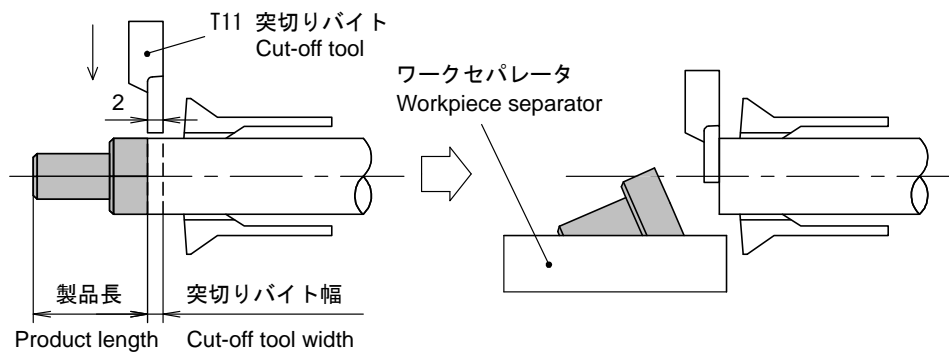 T11 突切りバイト
Cut-off tool
2
ワークセパレータ
Workpiece separator
製品長
突切りバイト幅
Product length
Cut-off tool width